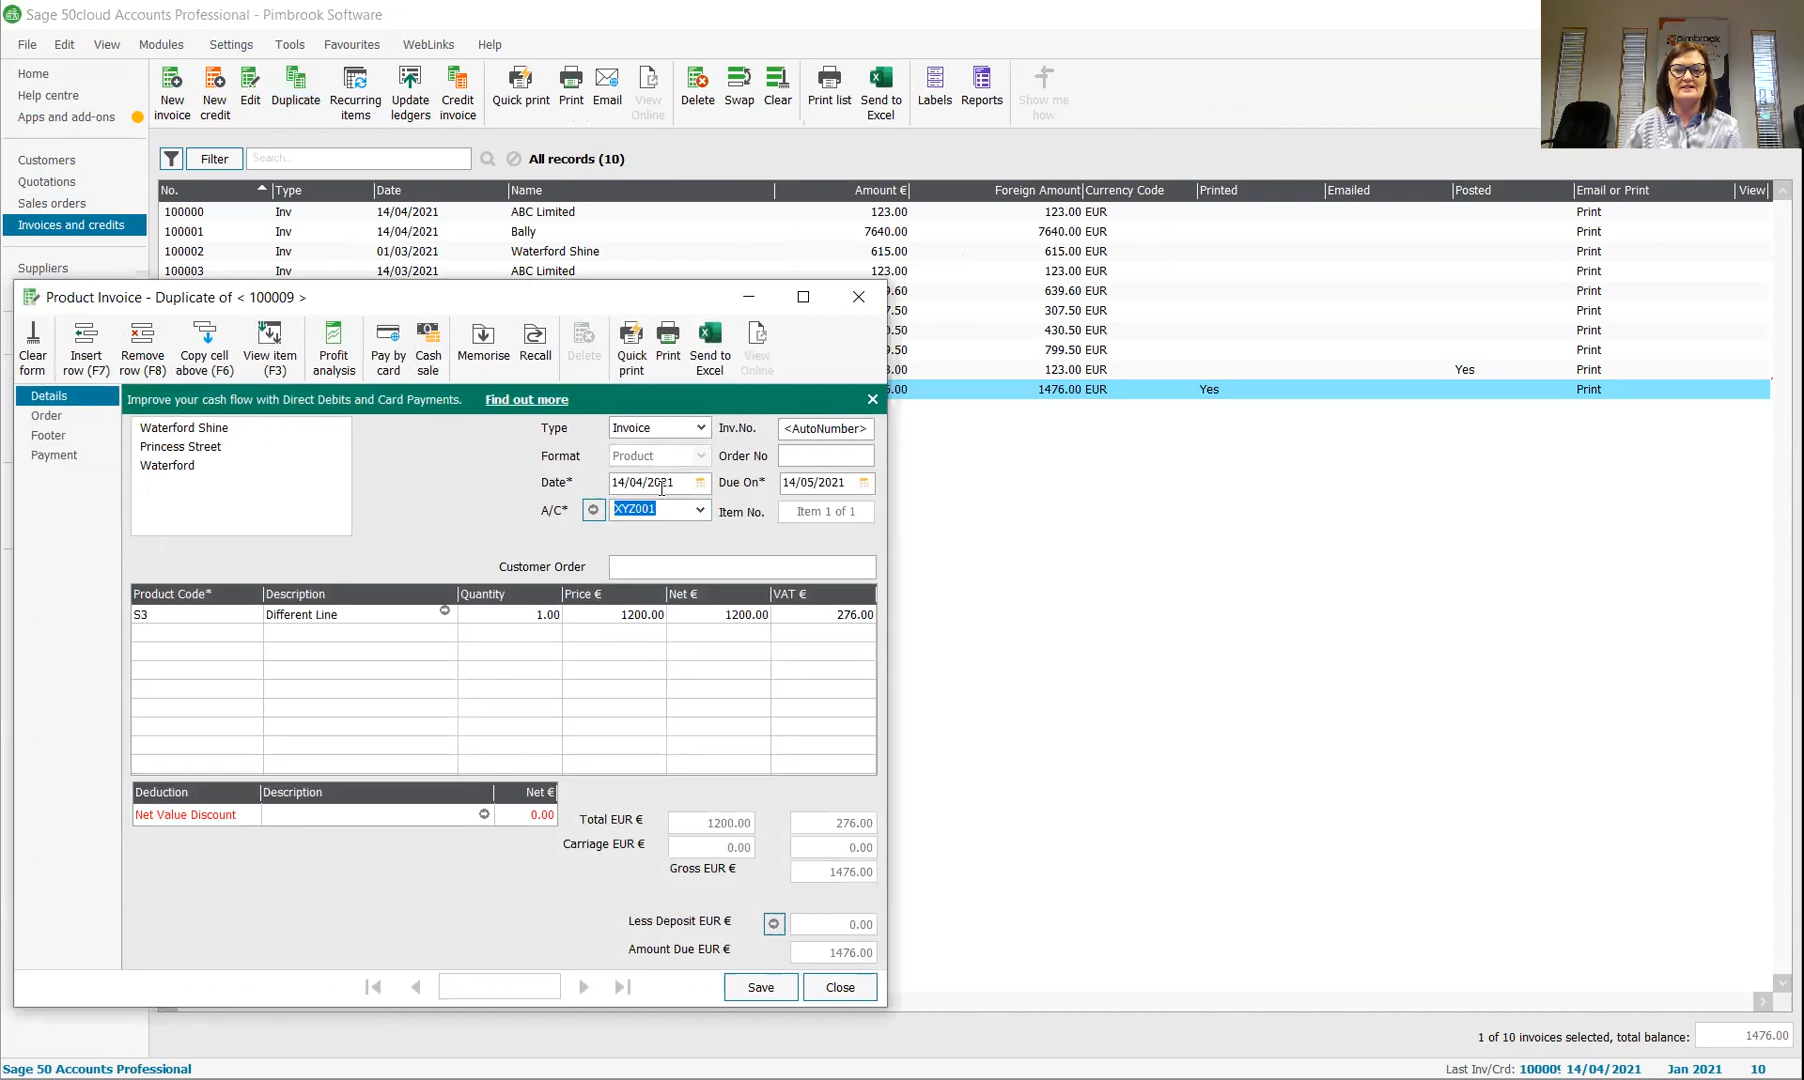 Sage 50cloud Accounts Professional - Pimbrook Software
File Edit View Modules Settings Tools Favourites WebLinks Help
Home
Help centre
Apps and add-ons
Customers
Quotations
Sales orders
Invoices and credits
Suppliers
New invoice
New credit
Edit
Duplicate
Recurring items
Update ledgers
Credit invoice
Quick print
Print
Email
View Online
Delete
Swap
Clear
Print list
Send to Excel
Labels
Reports
Show me how
pimbrook
Filter Search... All records (10)
No. Type Date Name Amount € Foreign Amount Currency Code Printed Emailed Posted Email or Print View
100000 Inv 14/04/2021 ABC Limited 123.00 123.00 EUR Print
100001 Inv 14/04/2021 Bally 7640.00 7640.00 EUR Print
100002 Inv 01/03/2021 Waterford Shine 615.00 615.00 EUR Print
100003 Inv 14/03/2021 ABC Limited 123.00 123.00 EUR Print
.60 639.60 EUR Print
7.50 307.50 EUR Print
.50 430.50 EUR Print
9.50 799.50 EUR Print
3.00 123.00 EUR Posted Yes Print
.00 1476.00 EUR Yes Print
Product Invoice - Duplicate of < 100009 >
Clear form
Insert row (F7)
Remove row (F8)
Copy cell above (F6)
View item (F3)
Profit analysis
Pay by card
Cash sale
Memorise
Recall
Delete
Quick print
Print
Send to Excel
View Online
Details
Order
Footer
Payment
Improve your cash flow with Direct Debits and Card Payments. Find out more
Waterford Shine
Princess Street
Waterford
Type Invoice Inv.No. <AutoNumber>
Format Product Order No
Date* 14/04/2021 Due On* 14/05/2021
A/C* XYZ001 Item No. Item 1 of 1
Customer Order
Product Code* Description Quantity Price € Net € VAT €
S3 Different Line 1.00 1200.00 1200.00 276.00
Deduction Description Net €
Net Value Discount 0.00
Total EUR € 1200.00 276.00
Carriage EUR € 0.00 0.00
Gross EUR € 1476.00
Less Deposit EUR € 0.00
Amount Due EUR € 1476.00
Save Close
1 of 10 invoices selected, total balance: 1476.00
Sage 50 Accounts Professional Last Inv/Crd: 100009 14/04/2021 Jan 2021 10